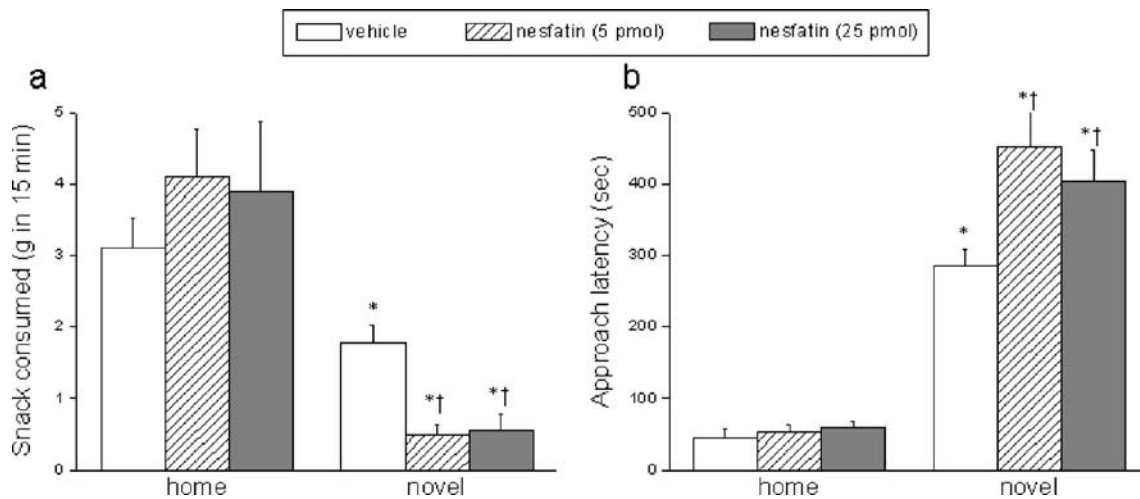 vehicle nesfatin (5 pmol) nesfatin (25 pmol)
a
Snack consumed (g in 15 min)
5
4
3
2
1
0
*
*†
*†
home novel
b
Approach latency (sec)
500
400
300
200
100
0
*
*†
*†
home novel